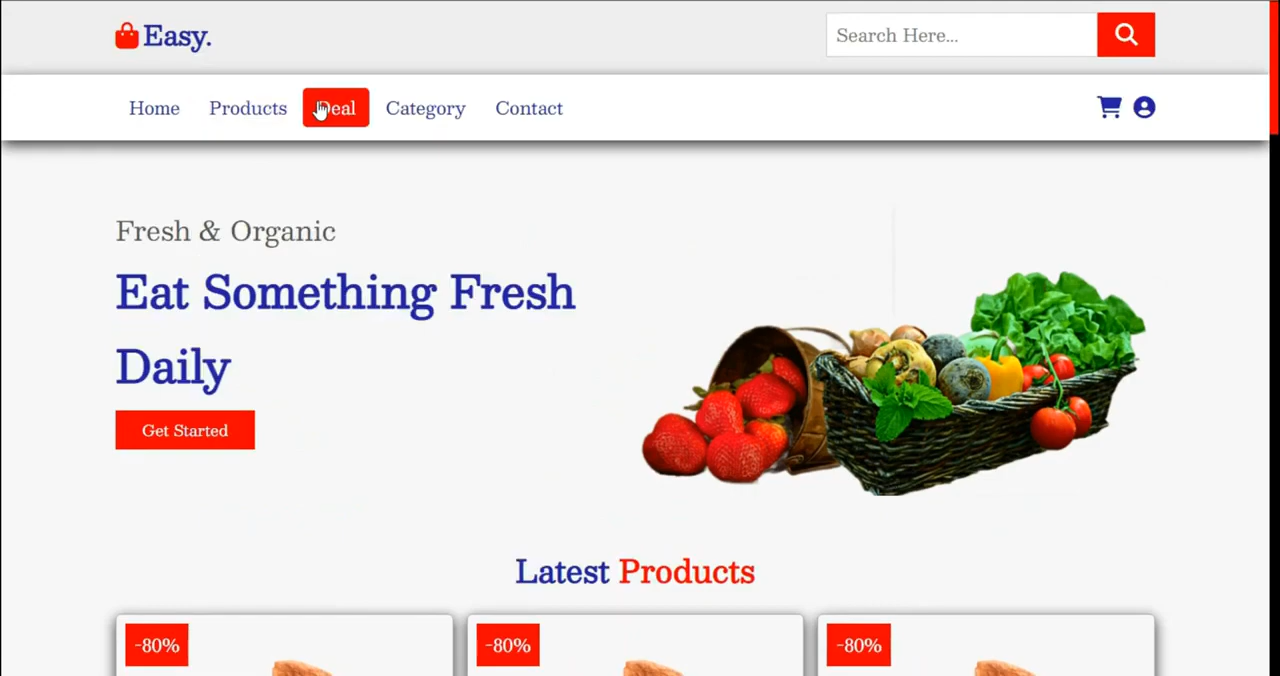 Easy.
Search Here...
Home Products Deal Category Contact
Fresh & Organic
Eat Something Fresh
Daily
Get Started
Latest Products
-80% -80% -80%